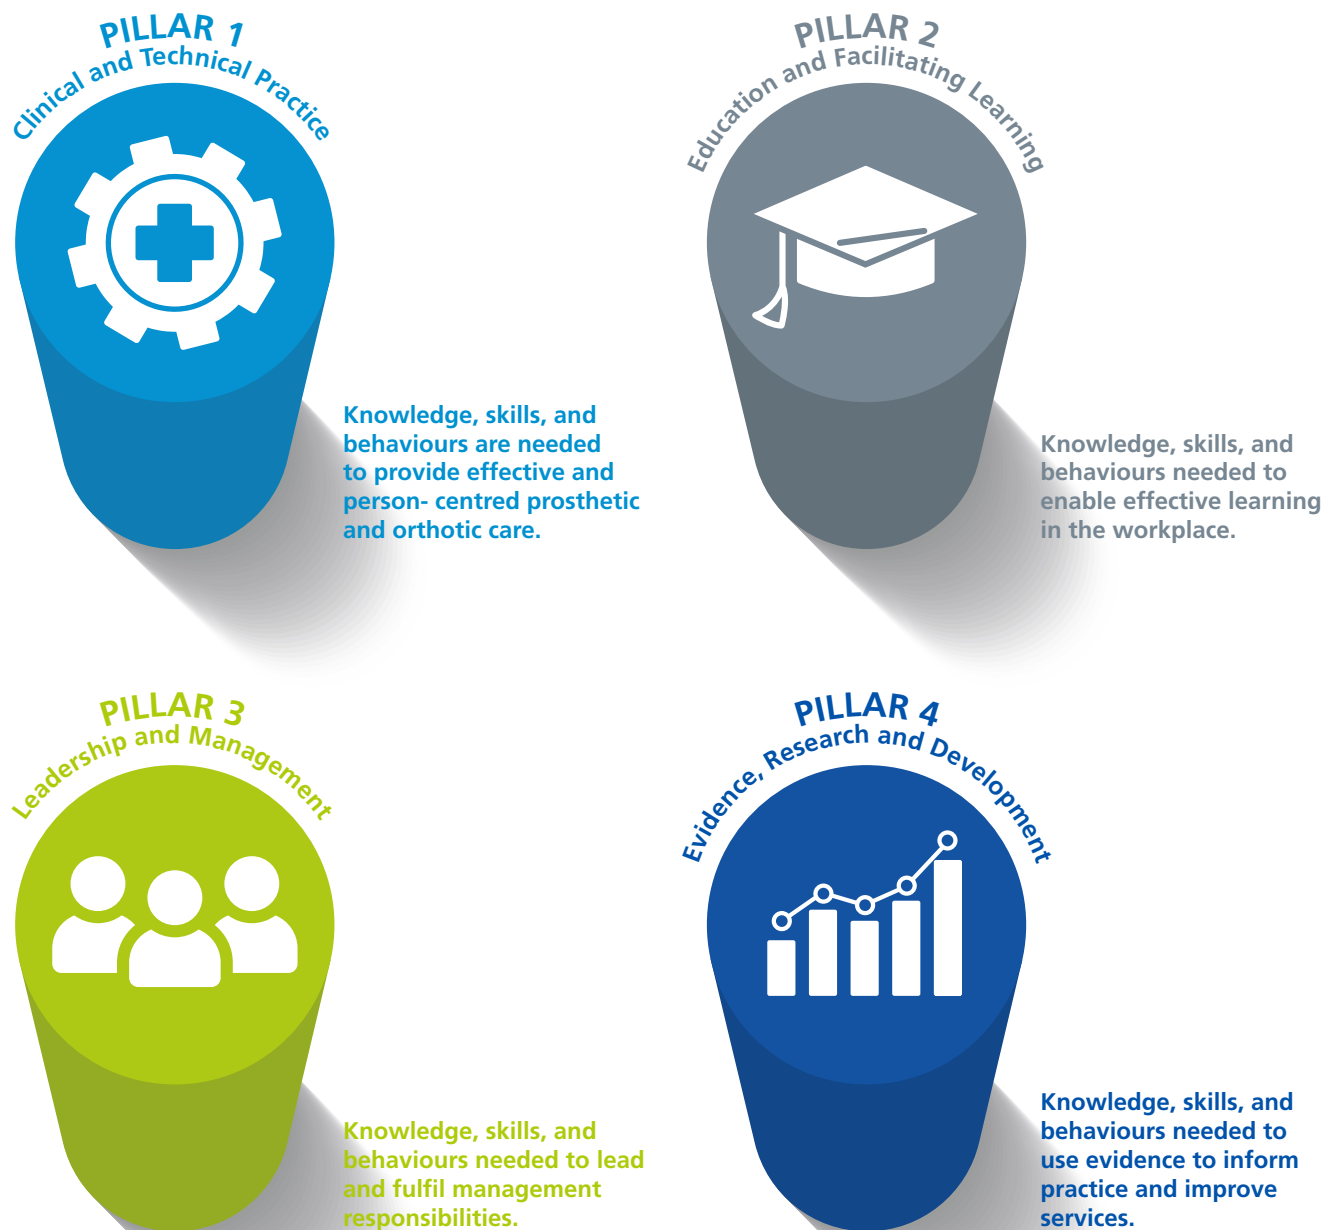 PILLAR 1
Clinical and Technical Practice
Knowledge, skills, and
behaviours are needed
to provide effective and
person- centred prosthetic
and orthotic care.
PILLAR 2
Education and Facilitating Learning
Knowledge, skills, and
behaviours needed to
enable effective learning
in the workplace.
PILLAR 3
Leadership and Management
Knowledge, skills, and
behaviours needed to lead
and fulfil management
responsibilities.
PILLAR 4
Evidence, Research and Development
Knowledge, skills, and
behaviours needed to
use evidence to inform
practice and improve
services.